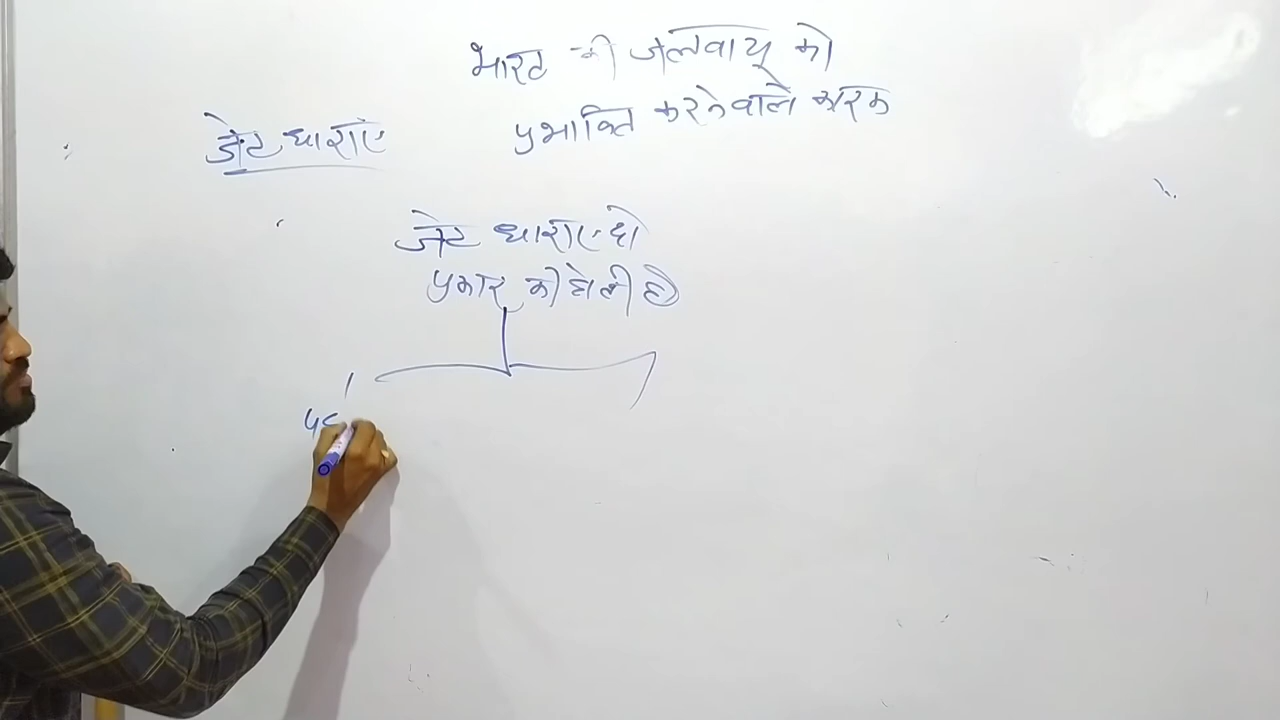 भारत की जलवायु को
प्रभावित करने वाले कारक
जेट धाराएं
जेट धाराए दो
प्रकार की होती है